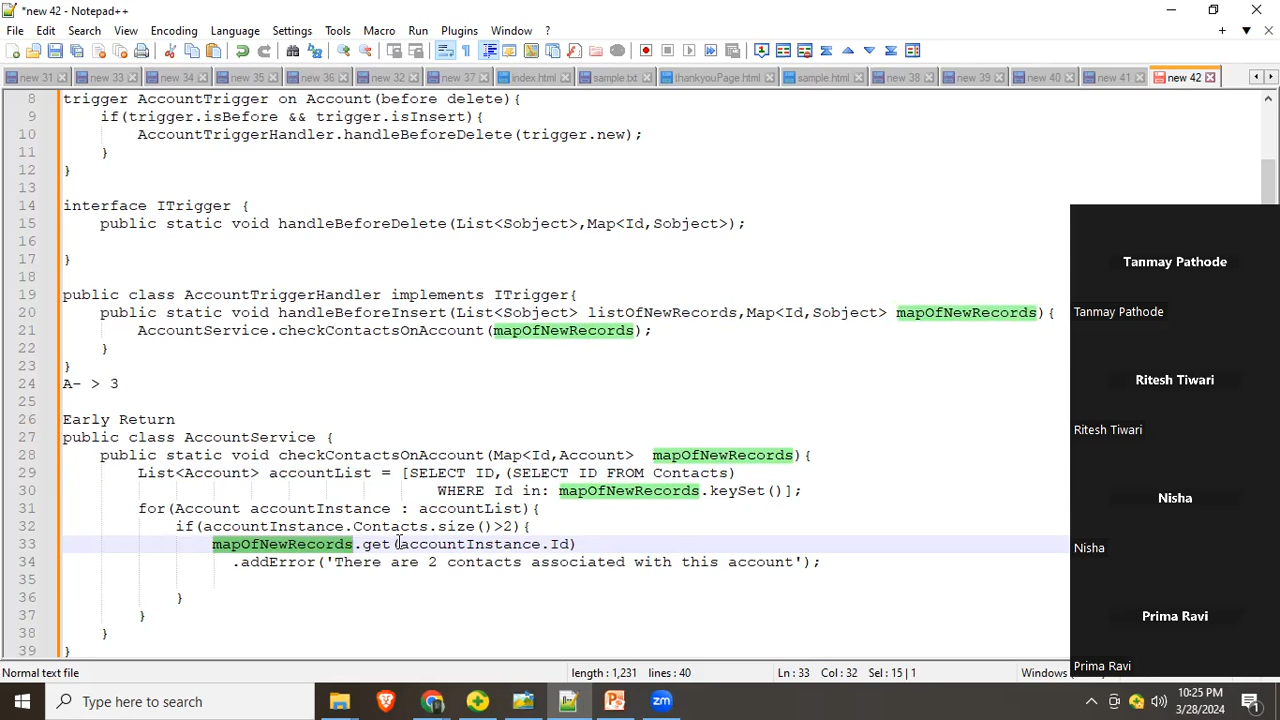 *new 42 - Notepad++
File Edit Search View Encoding Language Settings Tools Macro Run Plugins Window ?
new 31 new 33 new 34 new 35 new 36 new 32 new 37 index.html sample.txt thankyouPage.html sample.html new 38 new 39 new 40 new 41 new 42
8 trigger AccountTrigger on Account(before delete){
9 if(trigger.isBefore && trigger.isInsert){
10 AccountTriggerHandler.handleBeforeDelete(trigger.new);
11 }
12 }
13
14 interface ITrigger {
15 public static void handleBeforeDelete(List<Sobject>,Map<Id,Sobject>);
16
17 }
18
19 public class AccountTriggerHandler implements ITrigger{
20 public static void handleBeforeInsert(List<Sobject> listOfNewRecords,Map<Id,Sobject> mapOfNewRecords){
21 AccountService.checkContactsOnAccount(mapOfNewRecords);
22 }
23 }
24 A- > 3
25
26 Early Return
27 public class AccountService {
28 public static void checkContactsOnAccount(Map<Id,Account> mapOfNewRecords){
29 List<Account> accountList = [SELECT ID,(SELECT ID FROM Contacts)
30 WHERE Id in: mapOfNewRecords.keySet()];
31 for(Account accountInstance : accountList){
32 if(accountInstance.Contacts.size()>2){
33 mapOfNewRecords.get(accountInstance.Id)
34 .addError('There are 2 contacts associated with this account');
35
36 }
37 }
38 }
39 }
Tanmay Pathode
Tanmay Pathode
Ritesh Tiwari
Ritesh Tiwari
Nisha
Nisha
Prima Ravi
Prima Ravi
Normal text file length : 1,231 lines : 40 Ln : 33 Col : 32 Sel : 15 | 1 Windows
Type here to search
zm
10:25 PM
3/28/2024